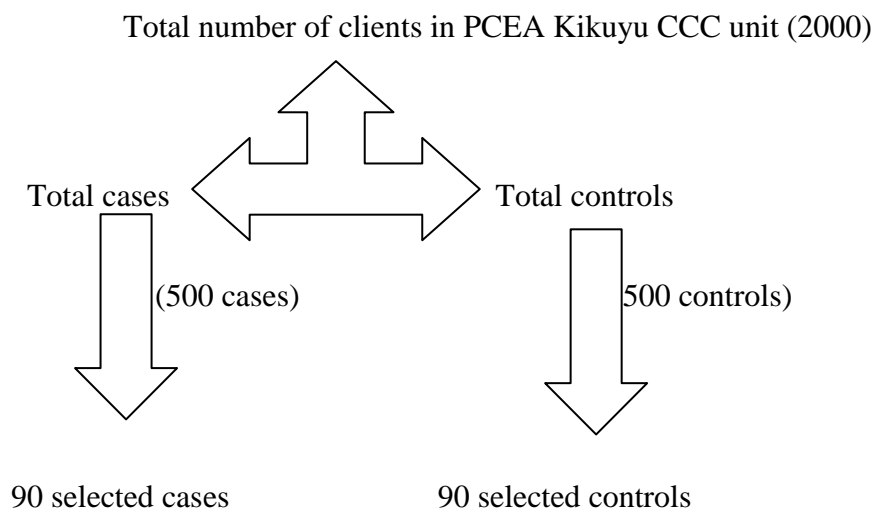 Total number of clients in PCEA Kikuyu CCC unit (2000)
Total cases
Total controls
(500 cases)
500 controls)
90 selected cases
90 selected controls